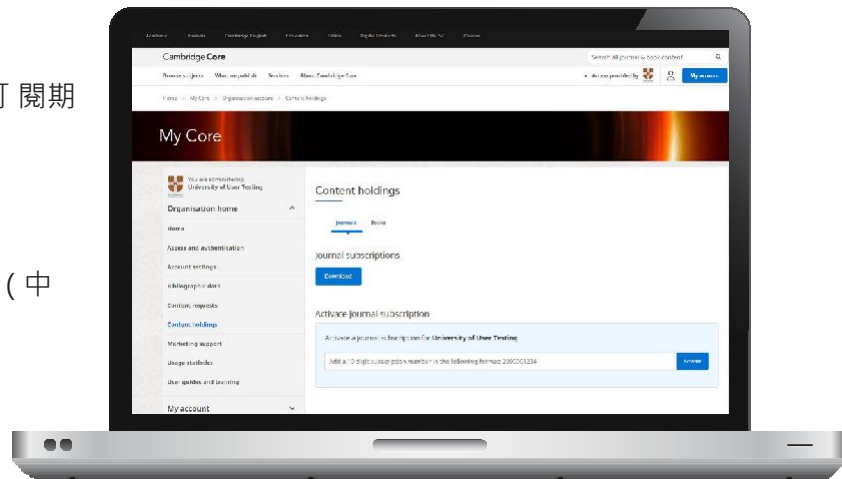 訂 閱期
( 中
Cambridge Core
Search all journal & book content
Browse subjects What we publish Services About Cambridge Core
Access provided by
My account
Home > My Core > Organisation account > Content holdings
My Core
You are administering
University of User Testing
Organisation home
Home
Access and authentication
Account settings
Bibliographic data
Content requests
Content holdings
Marketing support
Usage statistics
User guides and training
My account
Content holdings
Journals Books
Journal subscriptions
Download
Activate journal subscription
Activate a journal subscription for University of User Testing
Add a 10 digit subscription number in the following format: